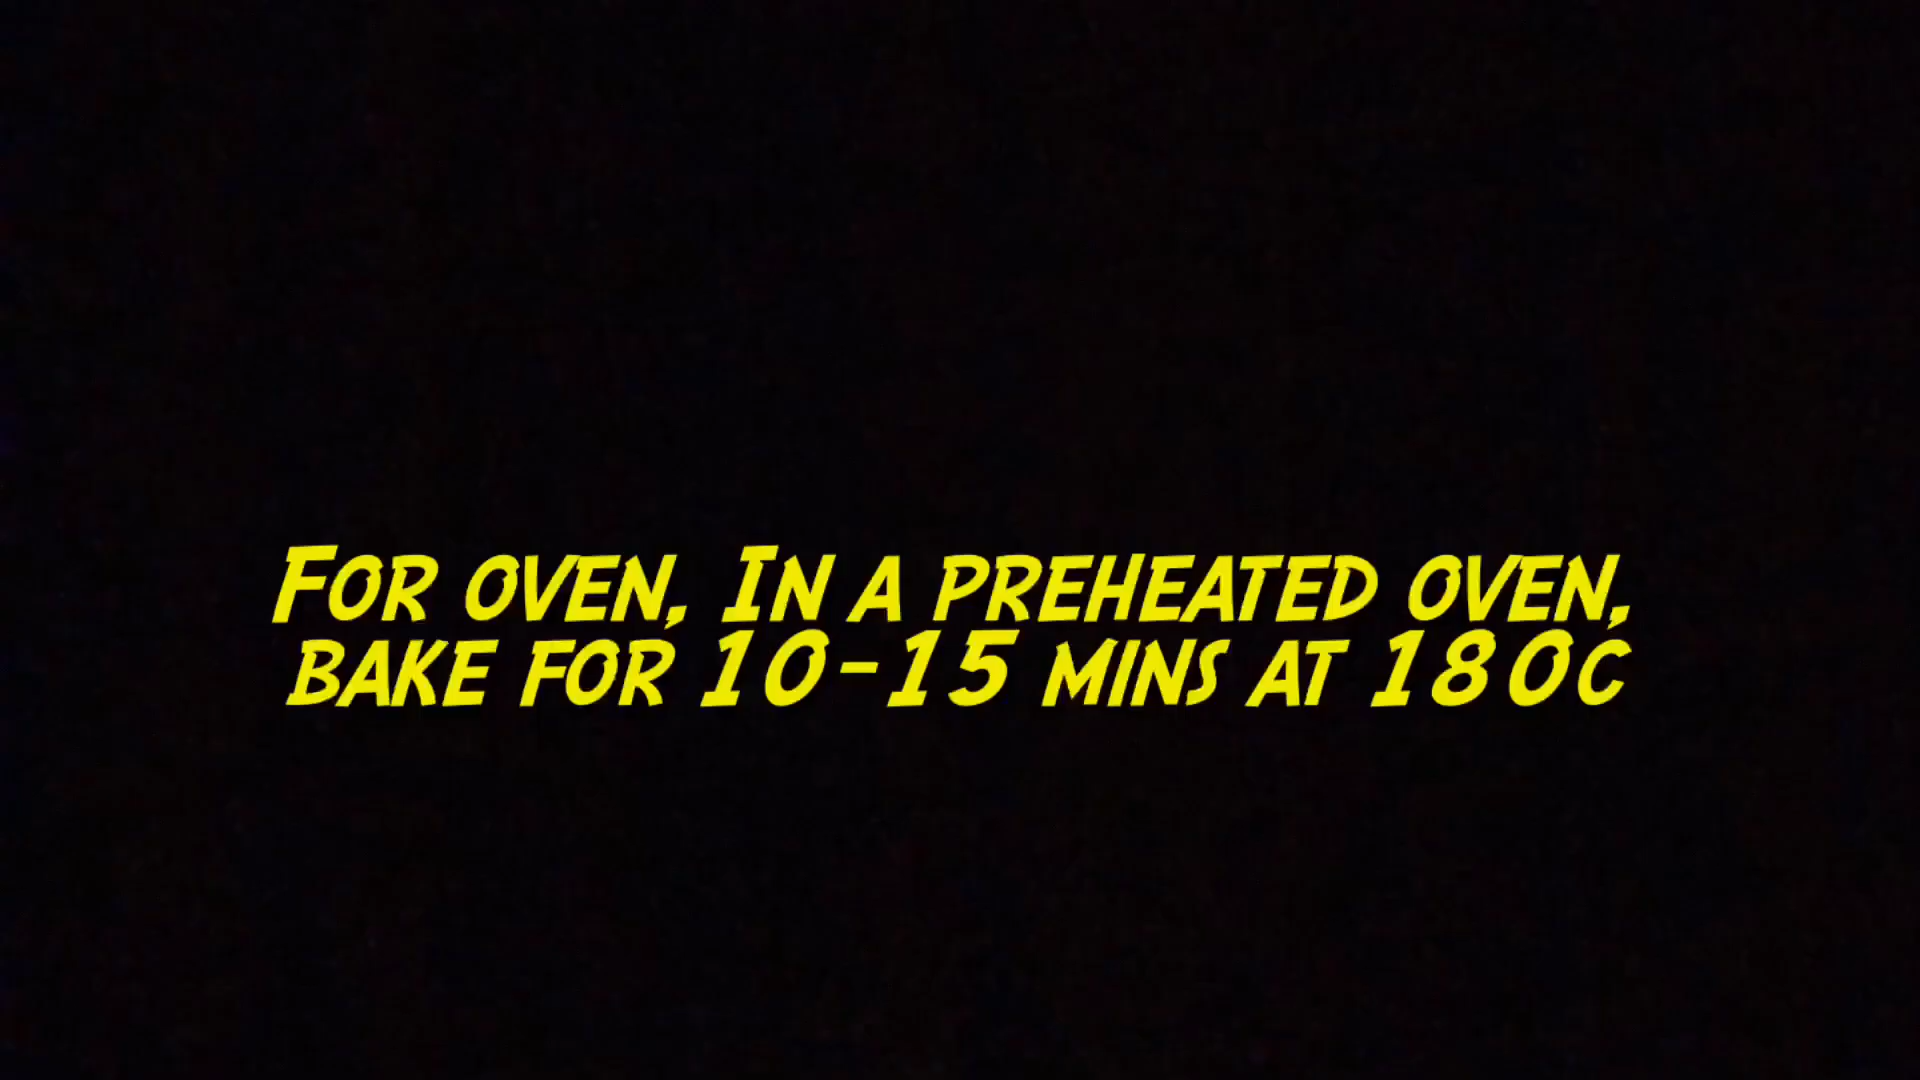 For oven, In a preheated oven,
bake for 10-15 mins at 180c